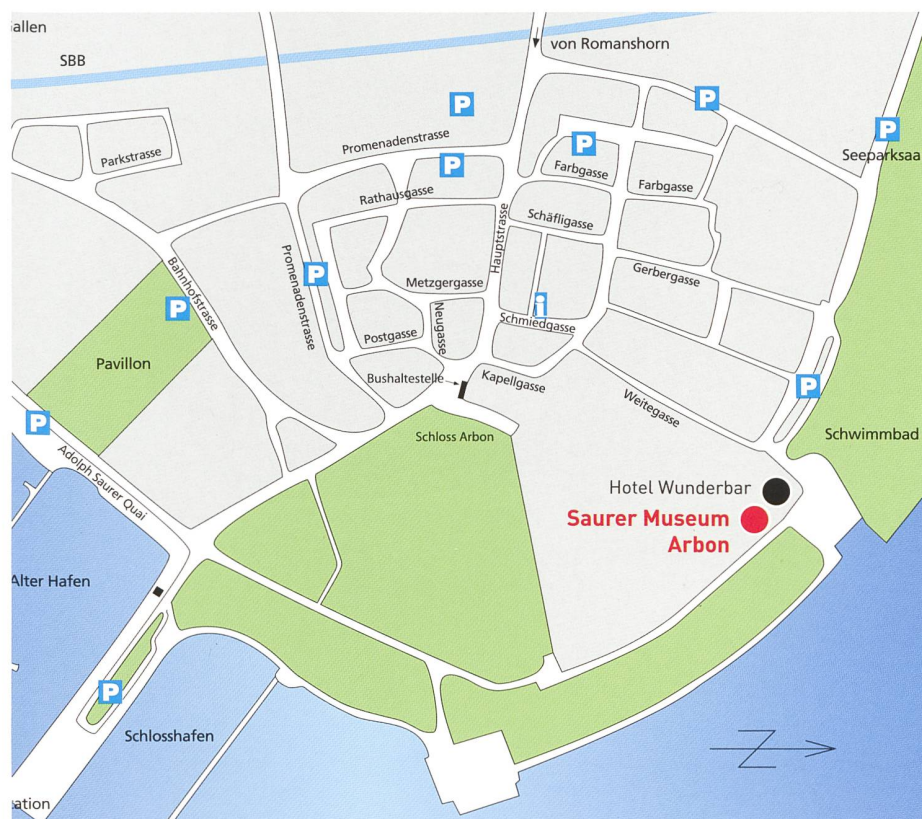 allen
SBB
von Romanshorn
P
P
P
Seeparksaa
Promenadenstrasse
P
P
Parkstrasse
Rathausgasse
Farbgasse
Farbgasse
Schäfligasse
Hauptstrasse
Promenadenstrasse
P
Bahnhofstrasse
P
Metzgergasse
Gerbergasse
i
Neugasse
Schmiedgasse
Postgasse
Pavillon
Bushaltestelle
Kapellgasse
Weitegasse
P
P
Schloss Arbon
Schwimmbad
Adolph Saurer Quai
Hotel Wunderbar
Saurer Museum
Arbon
Alter Hafen
P
Schlosshafen
ation